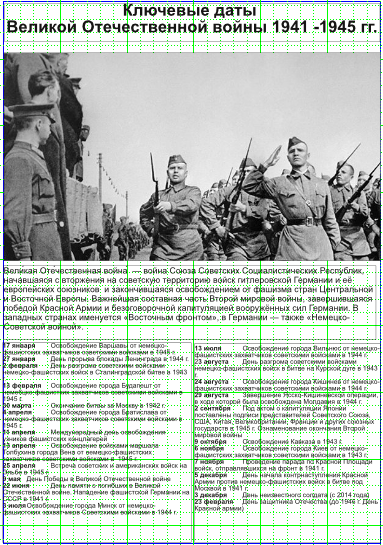 Ключевые даты
Великой Отечественной войны 1941 -1945 гг.
Великая Отечественная война — война Союза Советских Социалистических Республик,
начавшаяся с вторжения на советскую территорию войск гитлеровской Германии и её
европейских союзников, и закончившаяся освобождением от фашизма стран Центральной
и Восточной Европы. Важнейшая составная часть Второй мировой войны, завершившаяся
победой Красной Армии и безоговорочной капитуляцией вооружённых сил Германии. В
западных странах именуется «Восточным фронтом», в Германии — также «Немецко-
Советской войной».
17 января Освобождение Варшавы от немецко-
фашистских захватчиков советскими войсками в 1945 г.
27 января День прорыва блокады Ленинграда в 1944 г.
2 февраля День разгрома советскими войсками
немецко-фашистских войск в Сталинградской битве в 1943
г.
13 февраля Освобождение города Будапешт от
немецко-фашистских захватчиков советскими войсками в
1945 г.
30 марта Окончание битвы за Москву в 1942 г.
4 апреля Освобождение города Братислава от
немецко-фашистских захватчиков советскими войсками в
1945 г.
11 апреля Международный день освобождения
узников фашистских концлагерей
13 апреля Освобождение войсками маршала
Толбухина города Вена от немецко-фашистских
захватчиков советскими войсками в 1945 г.
25 апреля Встреча советских и американских войск на
Эльбе в 1945 г.
9 мая День Победы в Великой Отечественной войне
22 июня День памяти о погибших в Великой
Отечественной войне. Нападение фашистской Германии на
СССР в 1941 г.
3 июля Освобождение города Минск от немецко-
фашистских захватчиков Советскими войсками в 1944 г.
13 июля Освобождение города Вильнюс от немецко-
фашистских захватчиков советскими войсками в 1944 г.
23 августа День разгрома советскими войсками
немецко-фашистских войск в битве на Курской дуге в 1943
г.
24 августа Освобождение города Кишинев от немецко-
фашистских захватчиков советскими войсками в 1944 г.
29 августа Завершение Ясско-Кишиневской операции,
в ходе которой была освобождена Молдавия в 1944 г.
2 сентября Под актом о капитуляции Японии
поставлены подписи представителей Советского Союза,
США, Китая, Великобритании, Франции и других союзных
государств в 1945 г. Основание окончания Второй
мировой войны
9 октября Освобождение Кавказа в 1943 г.
6 ноября Освобождение города Киев от немецко-
фашистских захватчиков советскими войсками в 1943 г.
7 ноября Проведение парада по Красной Площади
войск, отправлявшихся на фронт в 1941 г.
5 декабря День начала контрнаступления Красной
Армии против немецко-фашистских войск в битве под
Москвой в 1941 г.
3 декабря День неизвестного солдата (с 2014 года)
23 февраля День защитника Отечества (до 1946 г. День
Красной армии)